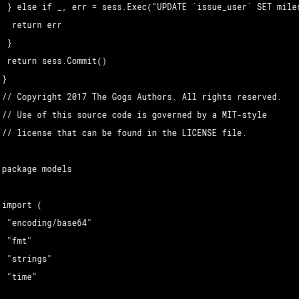 } else if _, err = sess.Exec("UPDATE `issue_user` SET
return err
}
return sess.Commit()
}
// Copyright 2017 The Gogs Authors. All rights reserved.
// Use of this source code is governed by a MIT-style
// license that can be found in the LICENSE file.
package models
import (
"encoding/base64"
"fmt"
"strings"
"time"